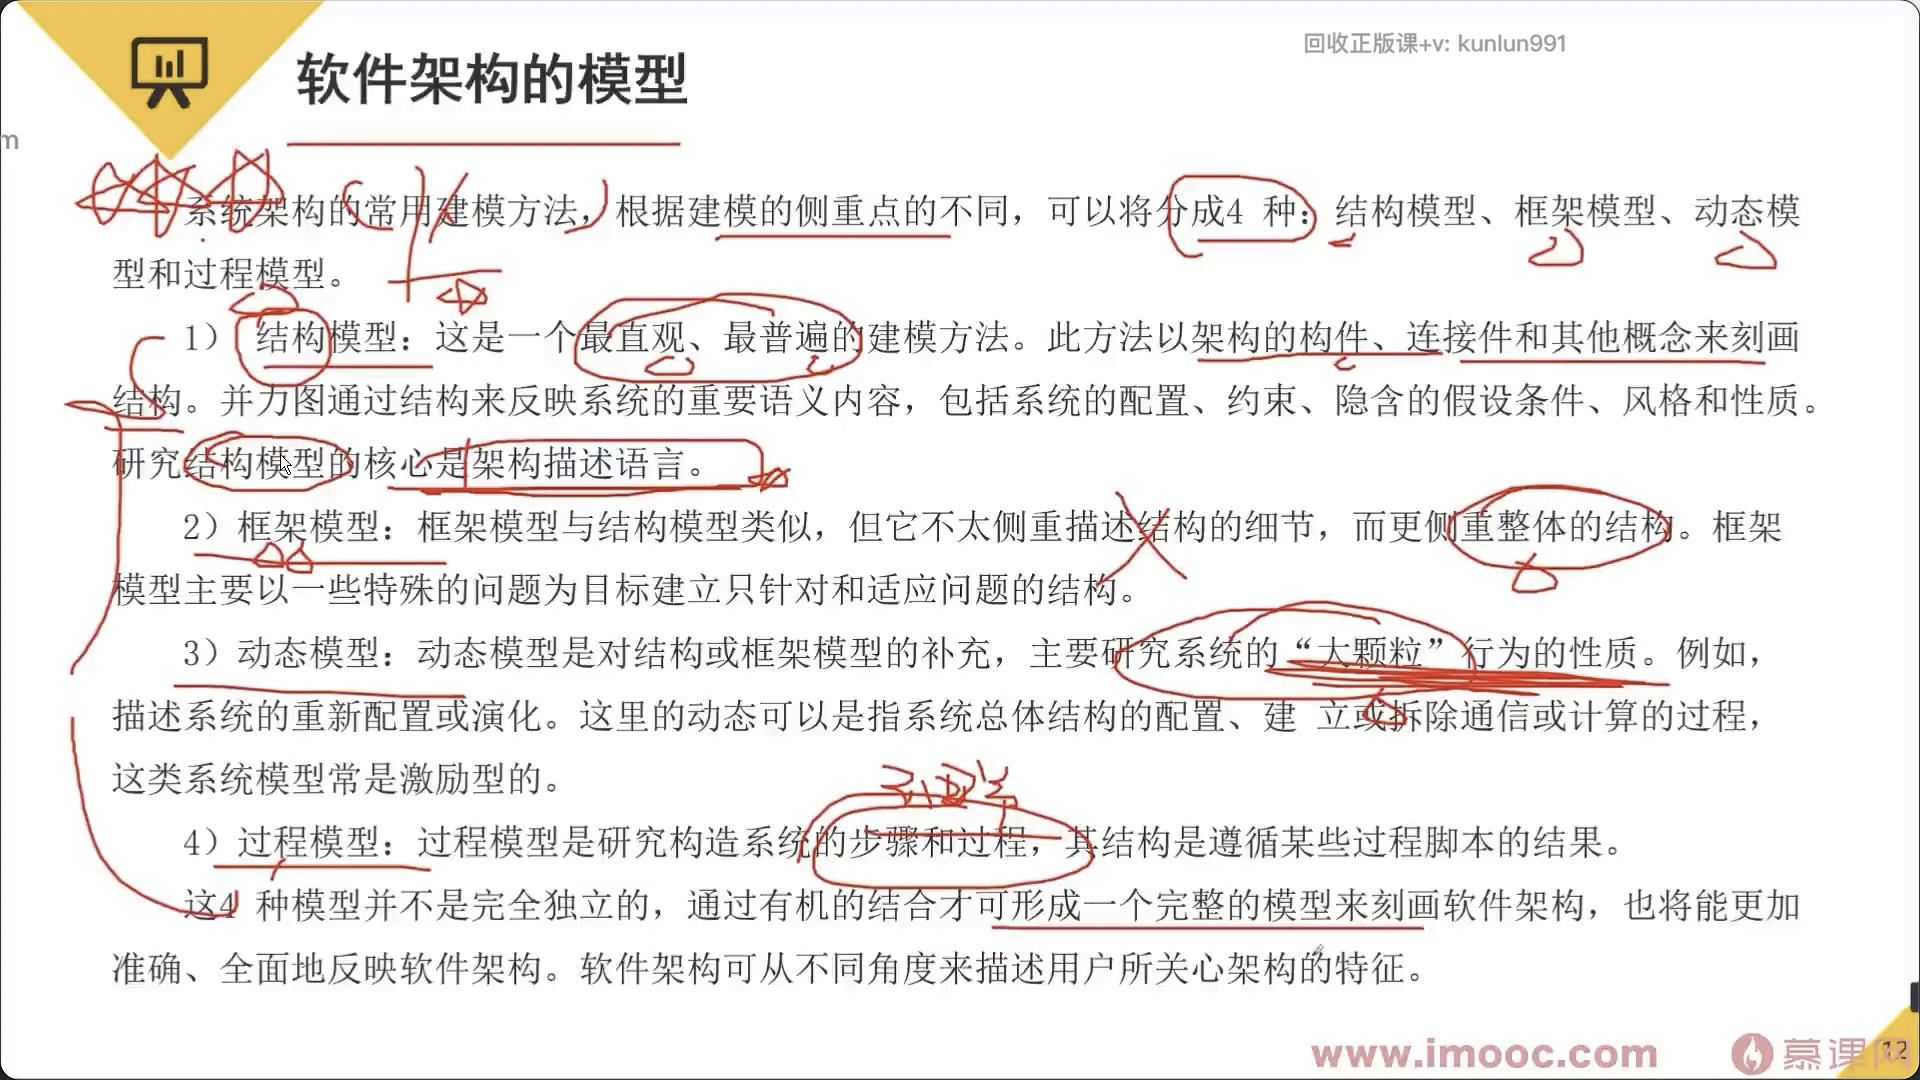 回收正版课+v: kunlun991
软件架构的模型
m
系统架构的常用建模方法，根据建模的侧重点的不同，可以将分成4 种：结构模型、框架模型、动态模
型和过程模型。
1） 结构模型：这是一个最直观、最普遍的建模方法。此方法以架构的构件、连接件和其他概念来刻画
结构。并力图通过结构来反映系统的重要语义内容，包括系统的配置、约束、隐含的假设条件、风格和性质。
研究结构模型的核心是架构描述语言。
2）框架模型：框架模型与结构模型类似，但它不太侧重描述结构的细节，而更侧重整体的结构。框架
模型主要以一些特殊的问题为目标建立只针对和适应问题的结构。
3）动态模型：动态模型是对结构或框架模型的补充，主要研究系统的“大颗粒”行为的性质。例如，
描述系统的重新配置或演化。这里的动态可以是指系统总体结构的配置、建 立或拆除通信或计算的过程，
这类系统模型常是激励型的。
4）过程模型：过程模型是研究构造系统的步骤和过程，其结构是遵循某些过程脚本的结果。
这4 种模型并不是完全独立的，通过有机的结合才可形成一个完整的模型来刻画软件架构，也将能更加
准确、全面地反映软件架构。软件架构可从不同角度来描述用户所关心架构的特征。
www.imooc.com
慕课网
12